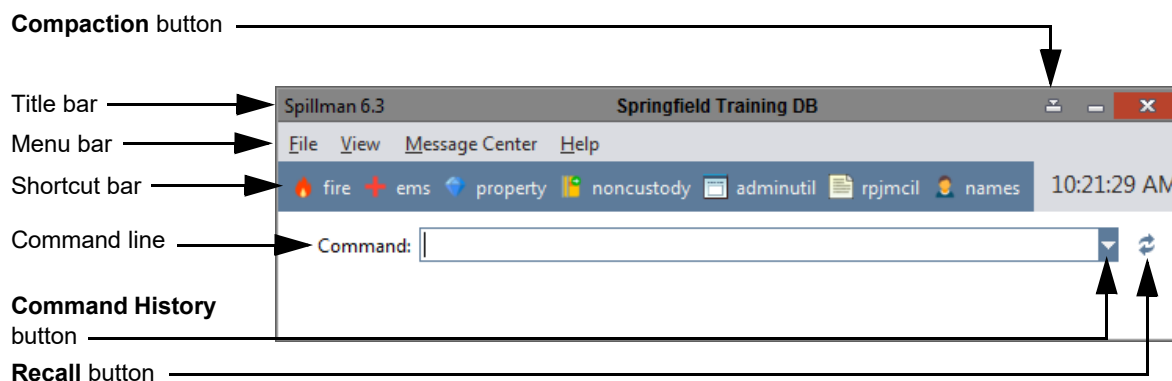 Compaction button
Title bar
Spillman 6.3 Springfield Training DB
Menu bar
File View Message Center Help
Shortcut bar
fire ems property noncustody adminutil rpjmcil names 10:21:29 AM
Command line
Command:
Command History
button
Recall button